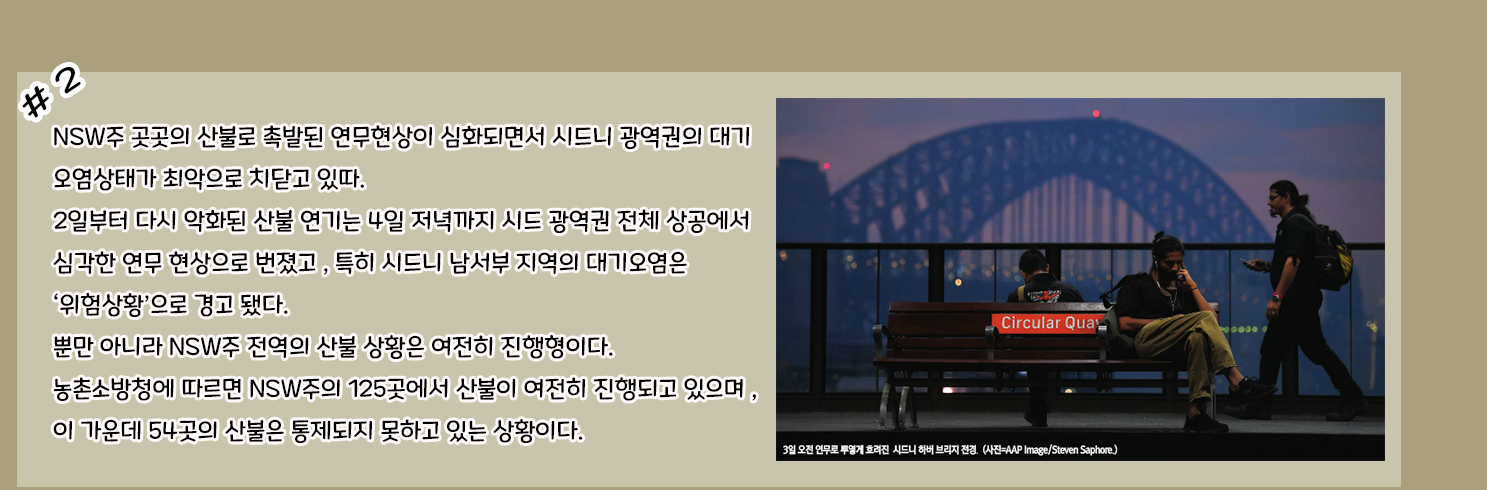 #2
NSW주 곳곳의 산불로 촉발된 연무현상이 심화되면서 시드니 광역권의 대기
오염상태가 최악으로 치닫고 있따.
2일부터 다시 악화된 산불 연기는 4일 저녁까지 시드 광역권 전체 상공에서
심각한 연무 현상으로 번졌고 , 특히 시드니 남서부 지역의 대기오염은
‘위험상황’으로 경고 됐다.
뿐만 아니라 NSW주 전역의 산불 상황은 여전히 진행형이다.
농촌소방청에 따르면 NSW주의 125곳에서 산불이 여전히 진행되고 있으며 ,
이 가운데 54곳의 산불은 통제되지 못하고 있는 상황이다.
Circular Quay
3일 오전 연무로 뿌옇게 흐려진 시드니 하버 브리지 전경. (사진=AAP Image/Steven Saphore.)